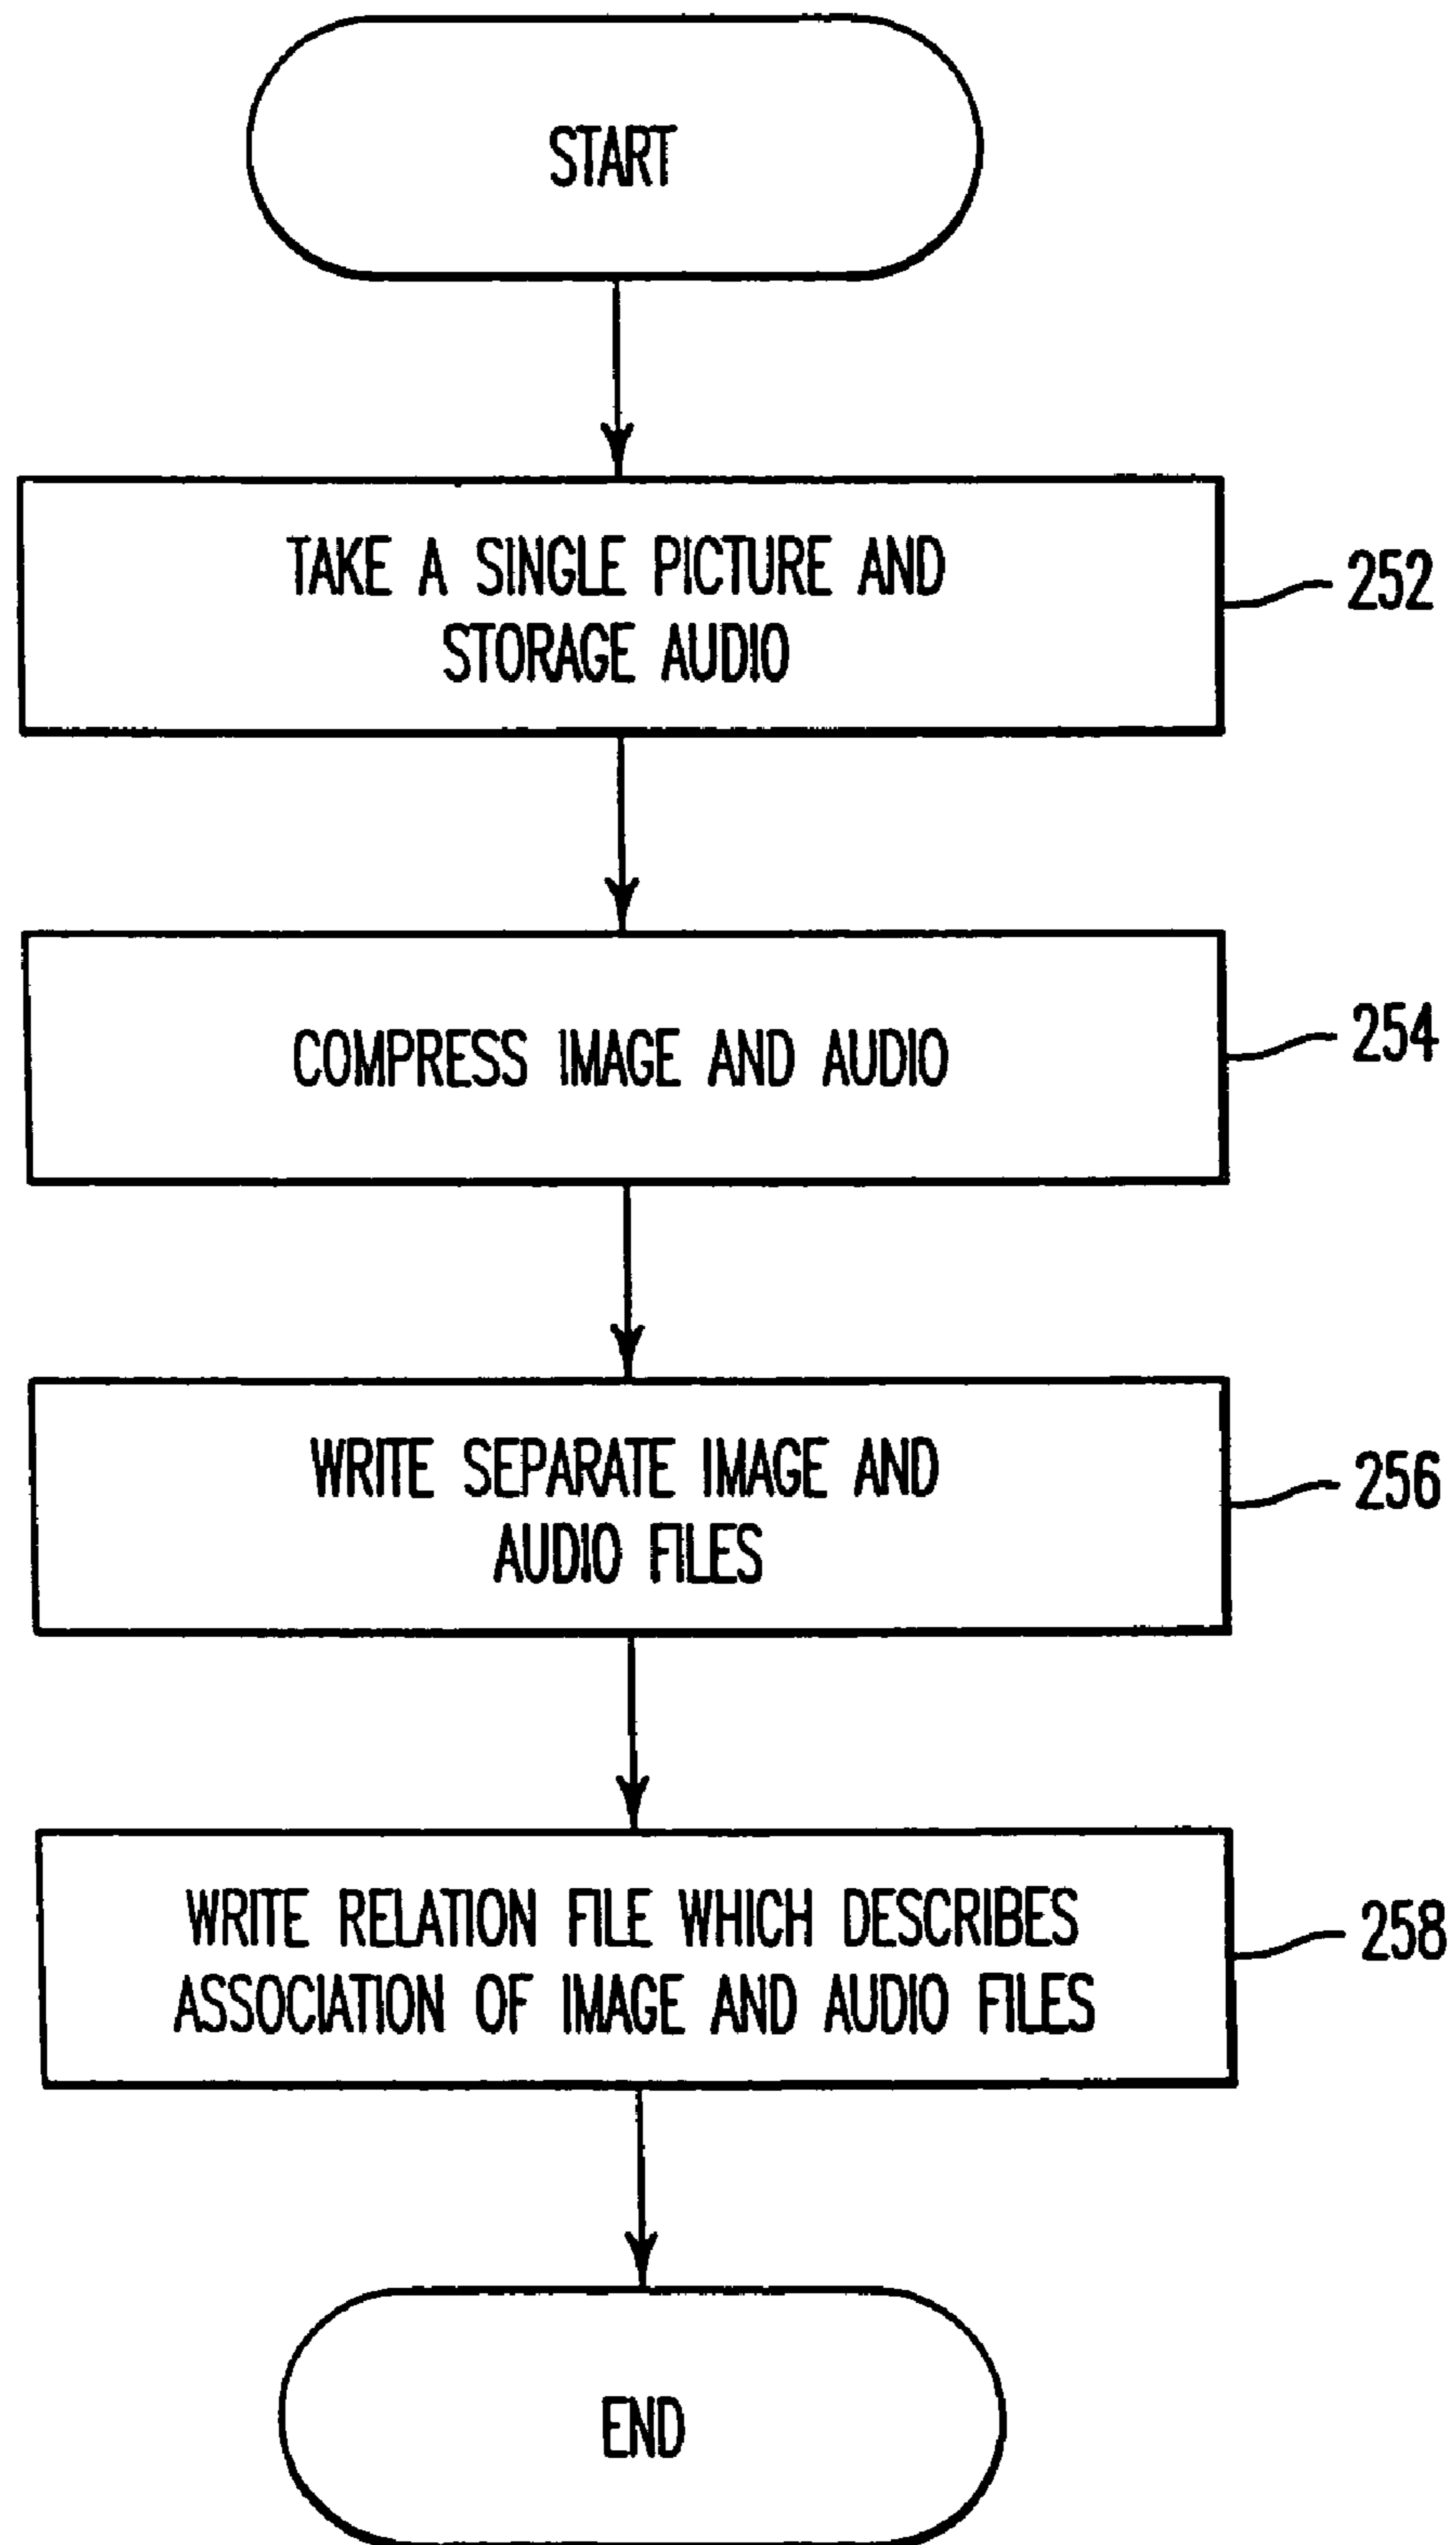 START
TAKE A SINGLE PICTURE AND
STORAGE AUDIO
252
COMPRESS IMAGE AND AUDIO
254
WRITE SEPARATE IMAGE AND
AUDIO FILES
256
WRITE RELATION FILE WHICH DESCRIBES
ASSOCIATION OF IMAGE AND AUDIO FILES
258
END